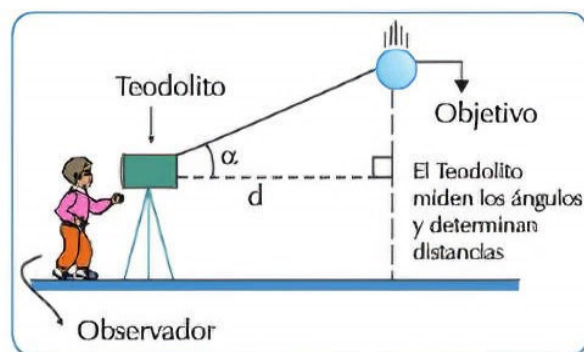 Teodolito
α
d
Objetivo
El Teodolito
miden los ángulos
y determinan
distancias
Observador